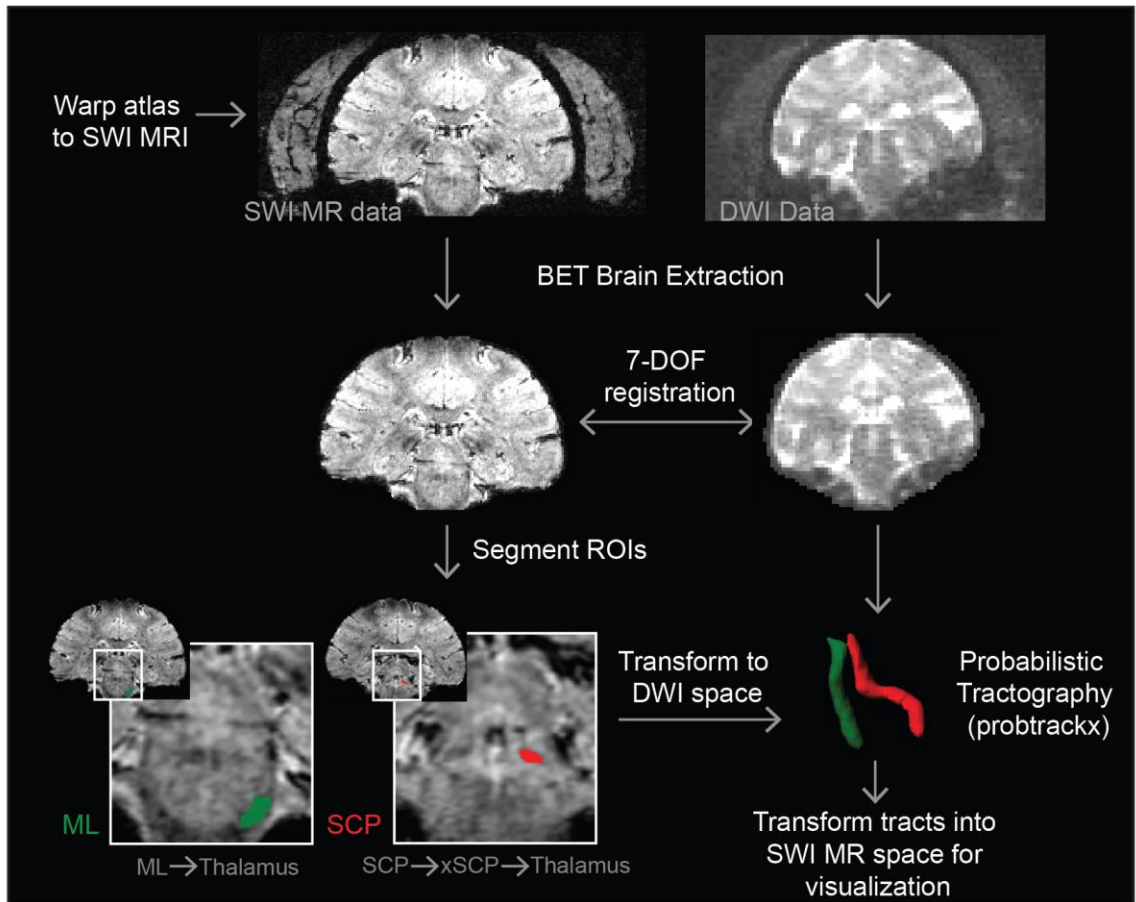 Warp atlas
to SWI MRI
SWI MR data
DWI Data
BET Brain Extraction
7-DOF
registration
Segment ROIs
Transform to
DWI space
Probabilistic
Tractography
(probtrackx)
ML
SCP
ML→Thalamus
SCP→xSCP→Thalamus
Transform tracts into
SWI MR space for
visualization